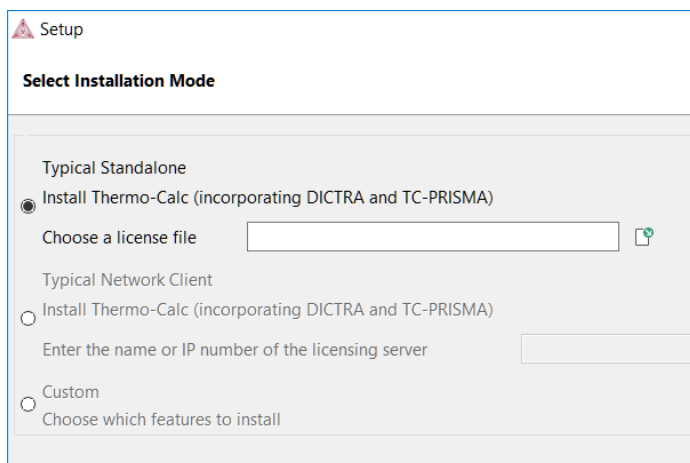 Setup
Select Installation Mode
Typical Standalone
Install Thermo-Calc (incorporating DICTRA and TC-PRISMA)
Choose a license file
Typical Network Client
Install Thermo-Calc (incorporating DICTRA and TC-PRISMA)
Enter the name or IP number of the licensing server
Custom
Choose which features to install